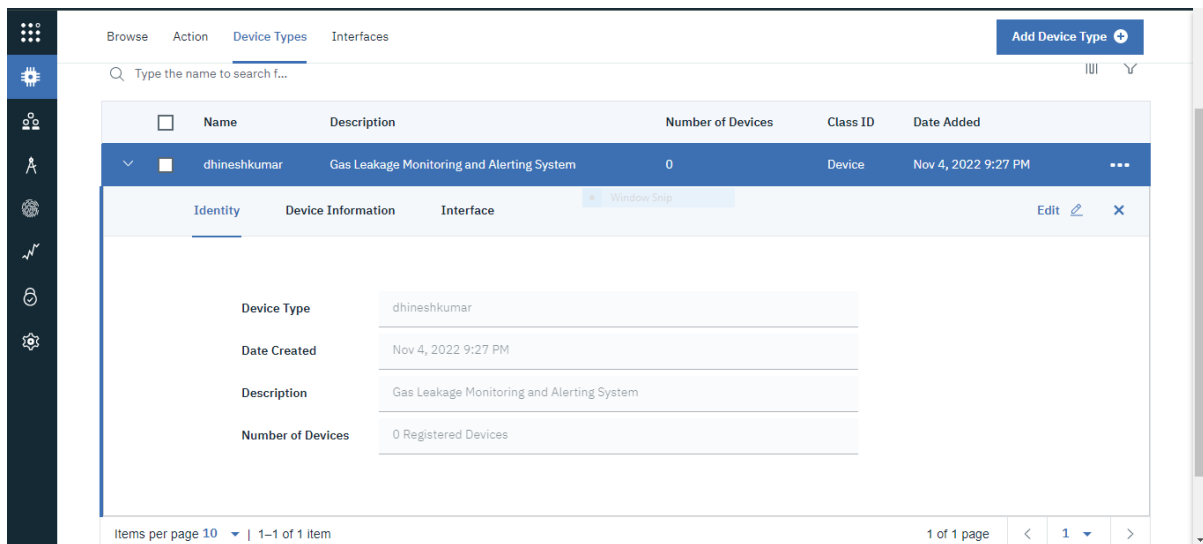 Browse Action Device Types Interfaces Add Device Type
Type the name to search f...
Name Description Number of Devices Class ID Date Added
dhineshkumar Gas Leakage Monitoring and Alerting System 0 Device Nov 4, 2022 9:27 PM
Window Snip
Identity Device Information Interface Edit
Device Type dhineshkumar
Date Created Nov 4, 2022 9:27 PM
Description Gas Leakage Monitoring and Alerting System
Number of Devices 0 Registered Devices
Items per page 10 | 1–1 of 1 item 1 of 1 page < 1 >